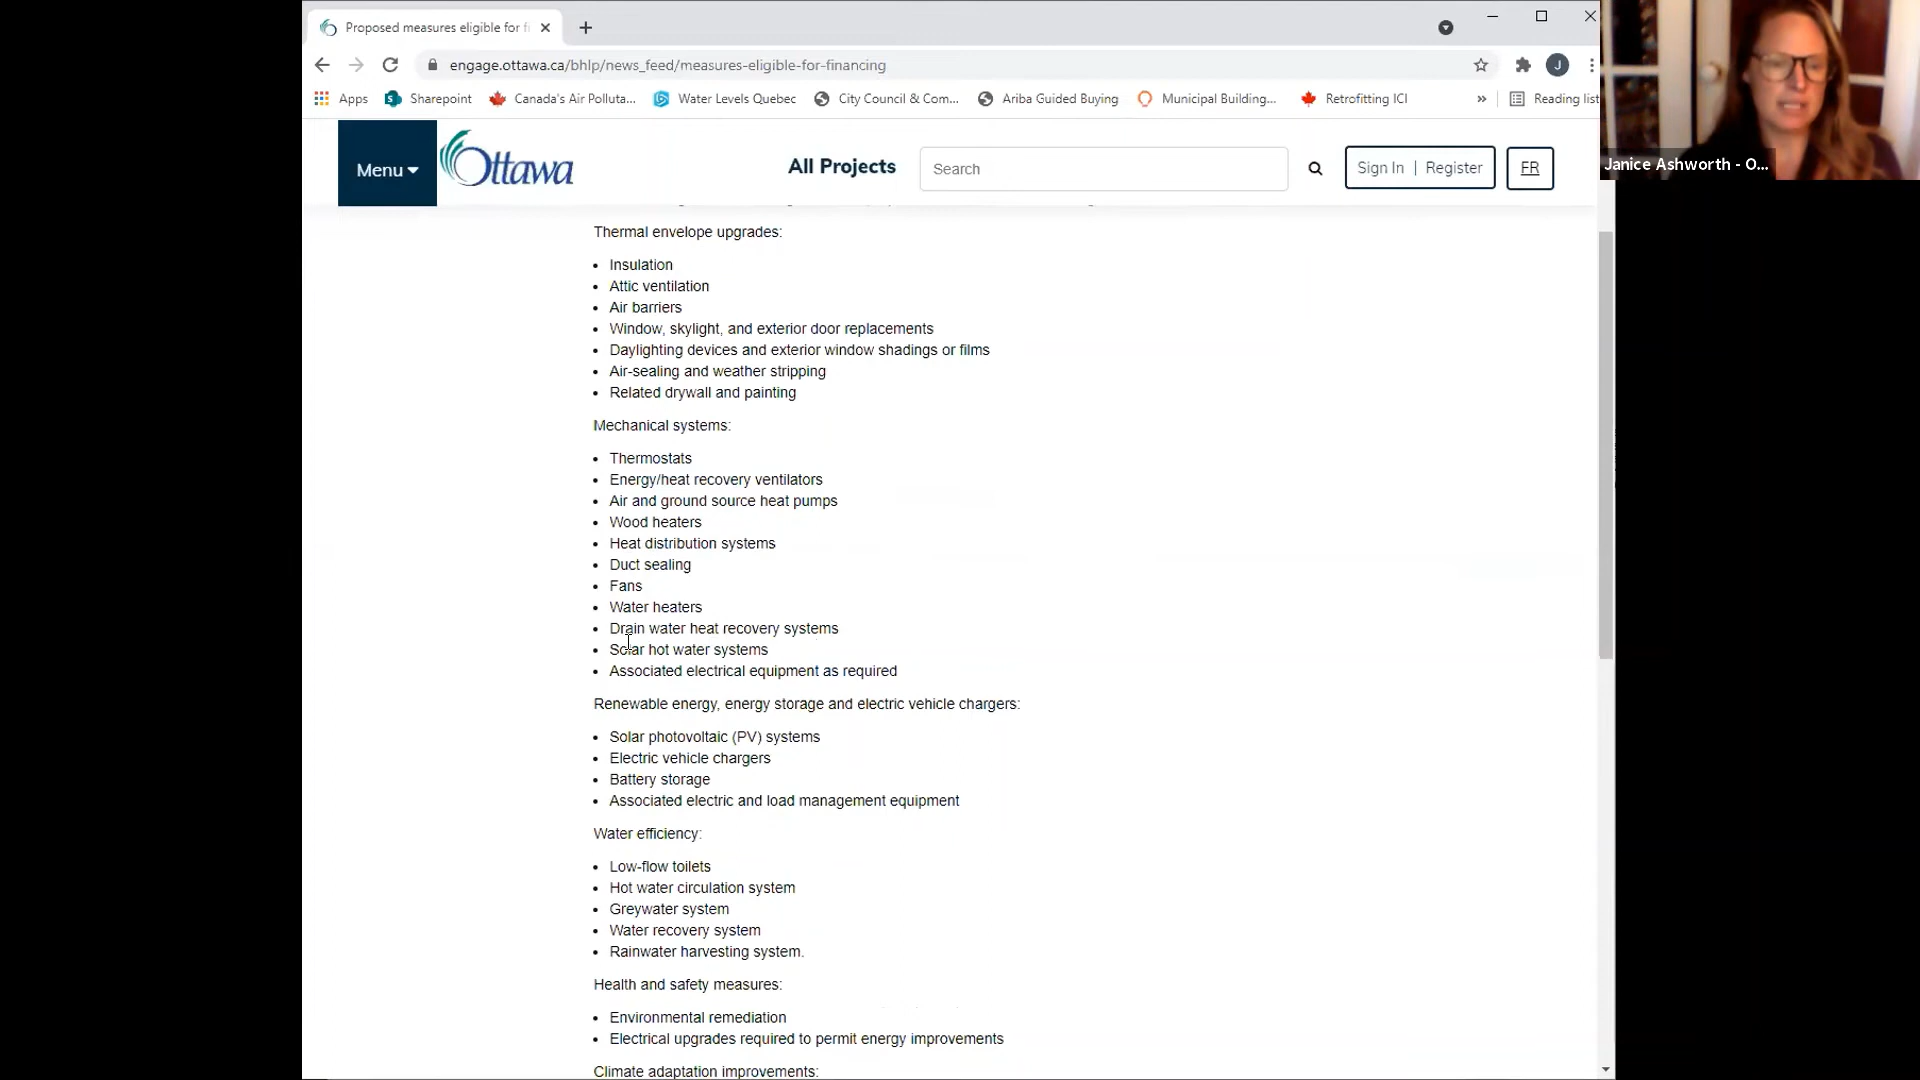 Proposed measures eligible for fi
engage.ottawa.ca/bhlp/news_feed/measures-eligible-for-financing
Apps Sharepoint Canada's Air Polluta... Water Levels Quebec City Council & Com... Ariba Guided Buying Municipal Building... Retrofitting ICI » Reading list
Menu Ottawa All Projects Search Sign In | Register FR
Janice Ashworth - O...
Thermal envelope upgrades:
• Insulation
• Attic ventilation
• Air barriers
• Window, skylight, and exterior door replacements
• Daylighting devices and exterior window shadings or films
• Air-sealing and weather stripping
• Related drywall and painting
Mechanical systems:
• Thermostats
• Energy/heat recovery ventilators
• Air and ground source heat pumps
• Wood heaters
• Heat distribution systems
• Duct sealing
• Fans
• Water heaters
• Drain water heat recovery systems
• Solar hot water systems
• Associated electrical equipment as required
Renewable energy, energy storage and electric vehicle chargers:
• Solar photovoltaic (PV) systems
• Electric vehicle chargers
• Battery storage
• Associated electric and load management equipment
Water efficiency:
• Low-flow toilets
• Hot water circulation system
• Greywater system
• Water recovery system
• Rainwater harvesting system.
Health and safety measures:
• Environmental remediation
• Electrical upgrades required to permit energy improvements
Climate adaptation improvements: